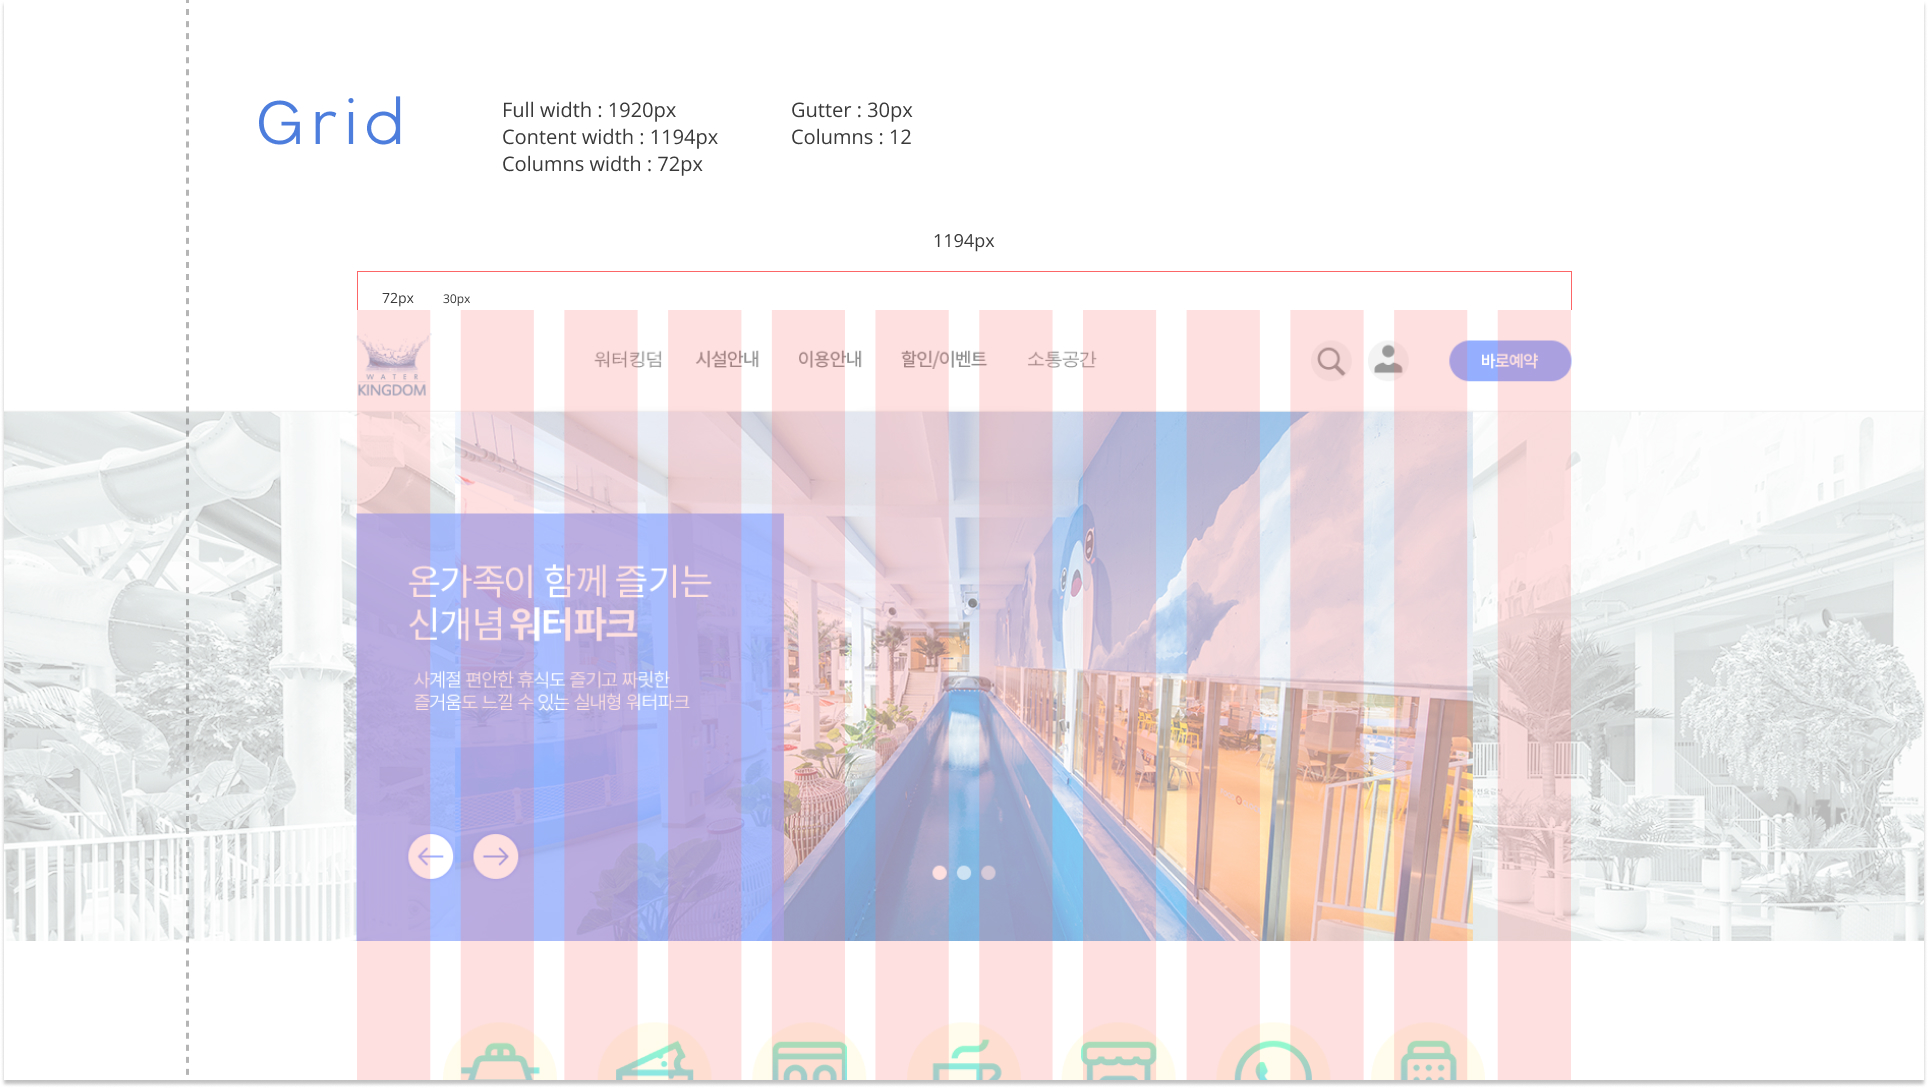 Grid
Full width : 1920px
Content width : 1194px
Columns width : 72px
Gutter : 30px
Columns : 12
1194px
72px
30px
WATER
KINGDOM
워터킹덤
시설안내
이용안내
할인/이벤트
소통공간
바로예약
온가족이 함께 즐기는
신개념 워터파크
사계절 편안한 휴식도 즐기고 짜릿한
즐거움도 느낄 수 있는 실내형 워터파크